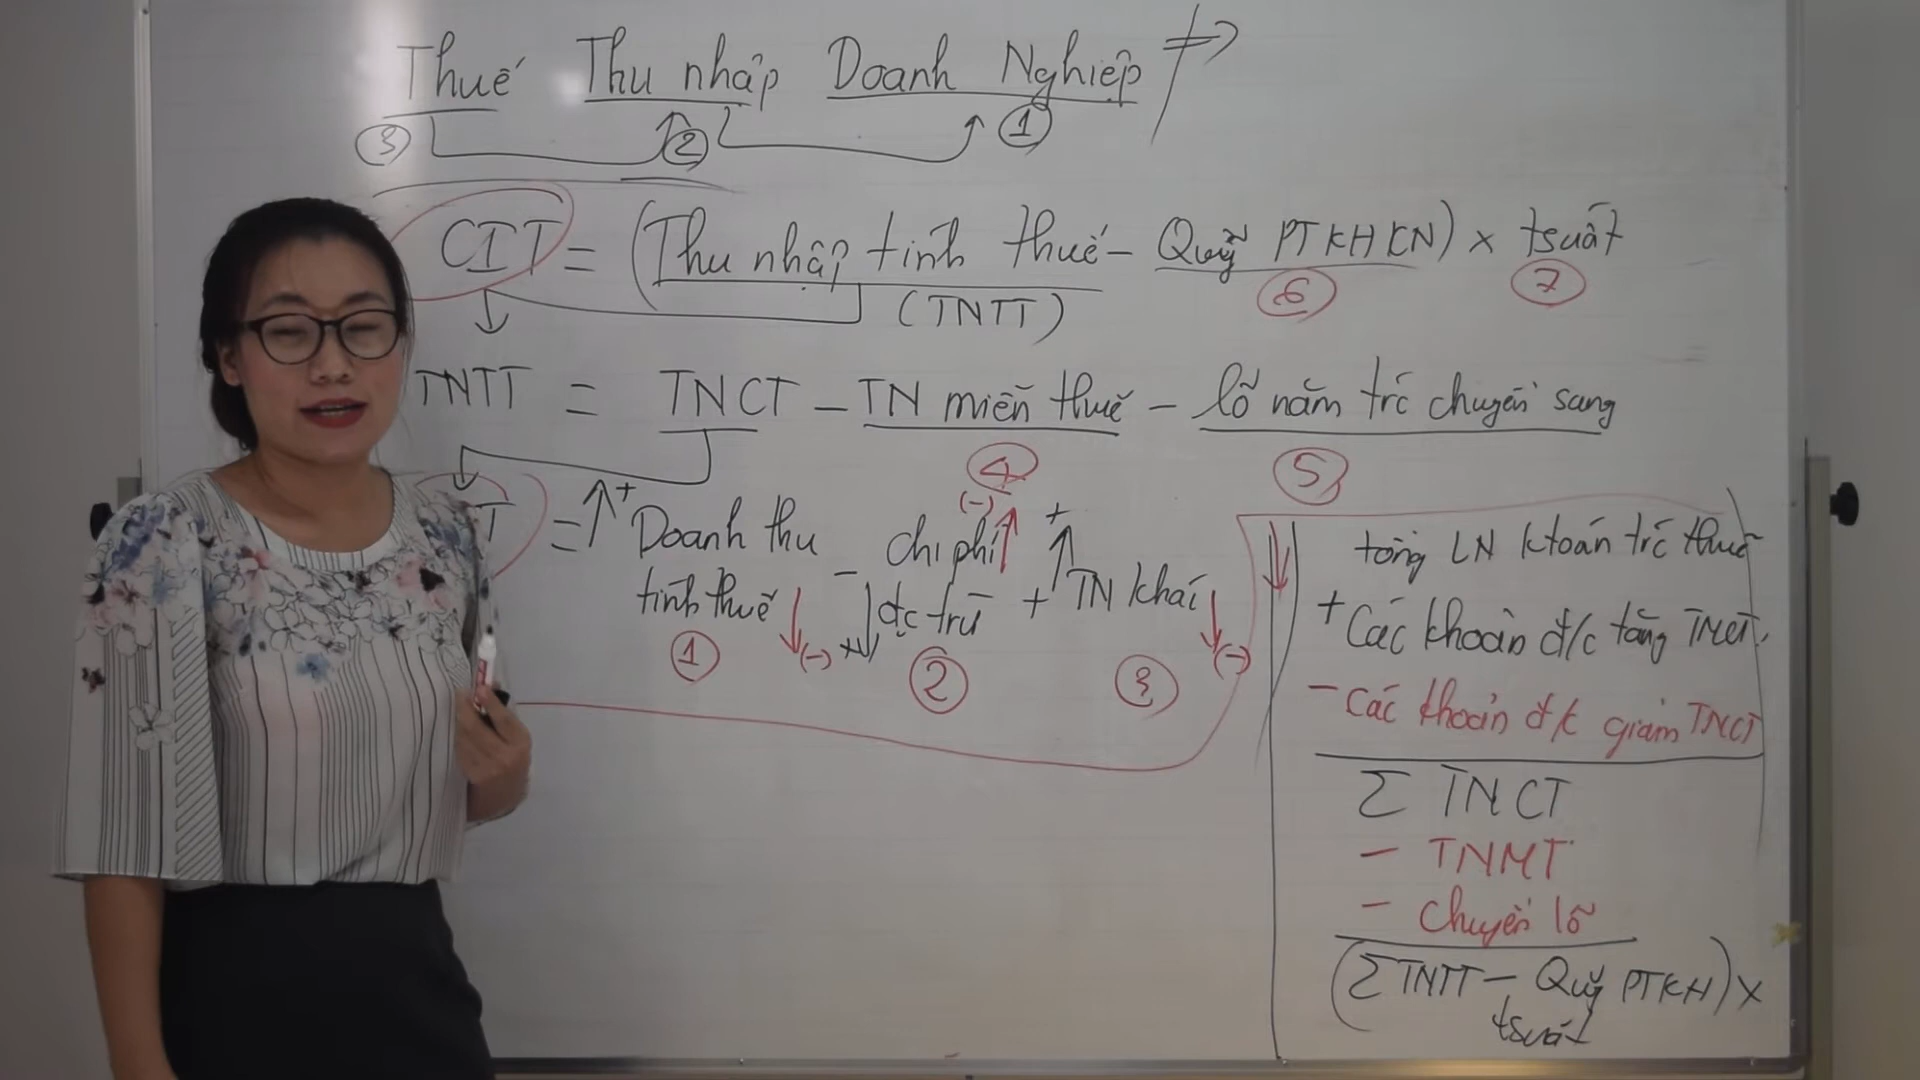 Thuế Thu nhập Doanh Nghiệp
3 2 1
CIT = (Thu nhập tính thuế - Quỹ PTKHCN) x tsuất
(TNTT) 6 7
TNTT = TNCT - TN miễn thuế - lỗ năm trc chuyển sang
4 5
T = + Doanh thu - chi phí (-) + TN khác
tính thuế (-) đc trừ + (-)
1 2 3
tổng LN ktoán trc thuế
+ Các khoản đ/c tăng TNCT
- Các khoản đ/c giảm TNCT
Σ TNCT
- TNMT
- Chuyển lỗ
(Σ TNTT - Quỹ PTKH) x
tsuất